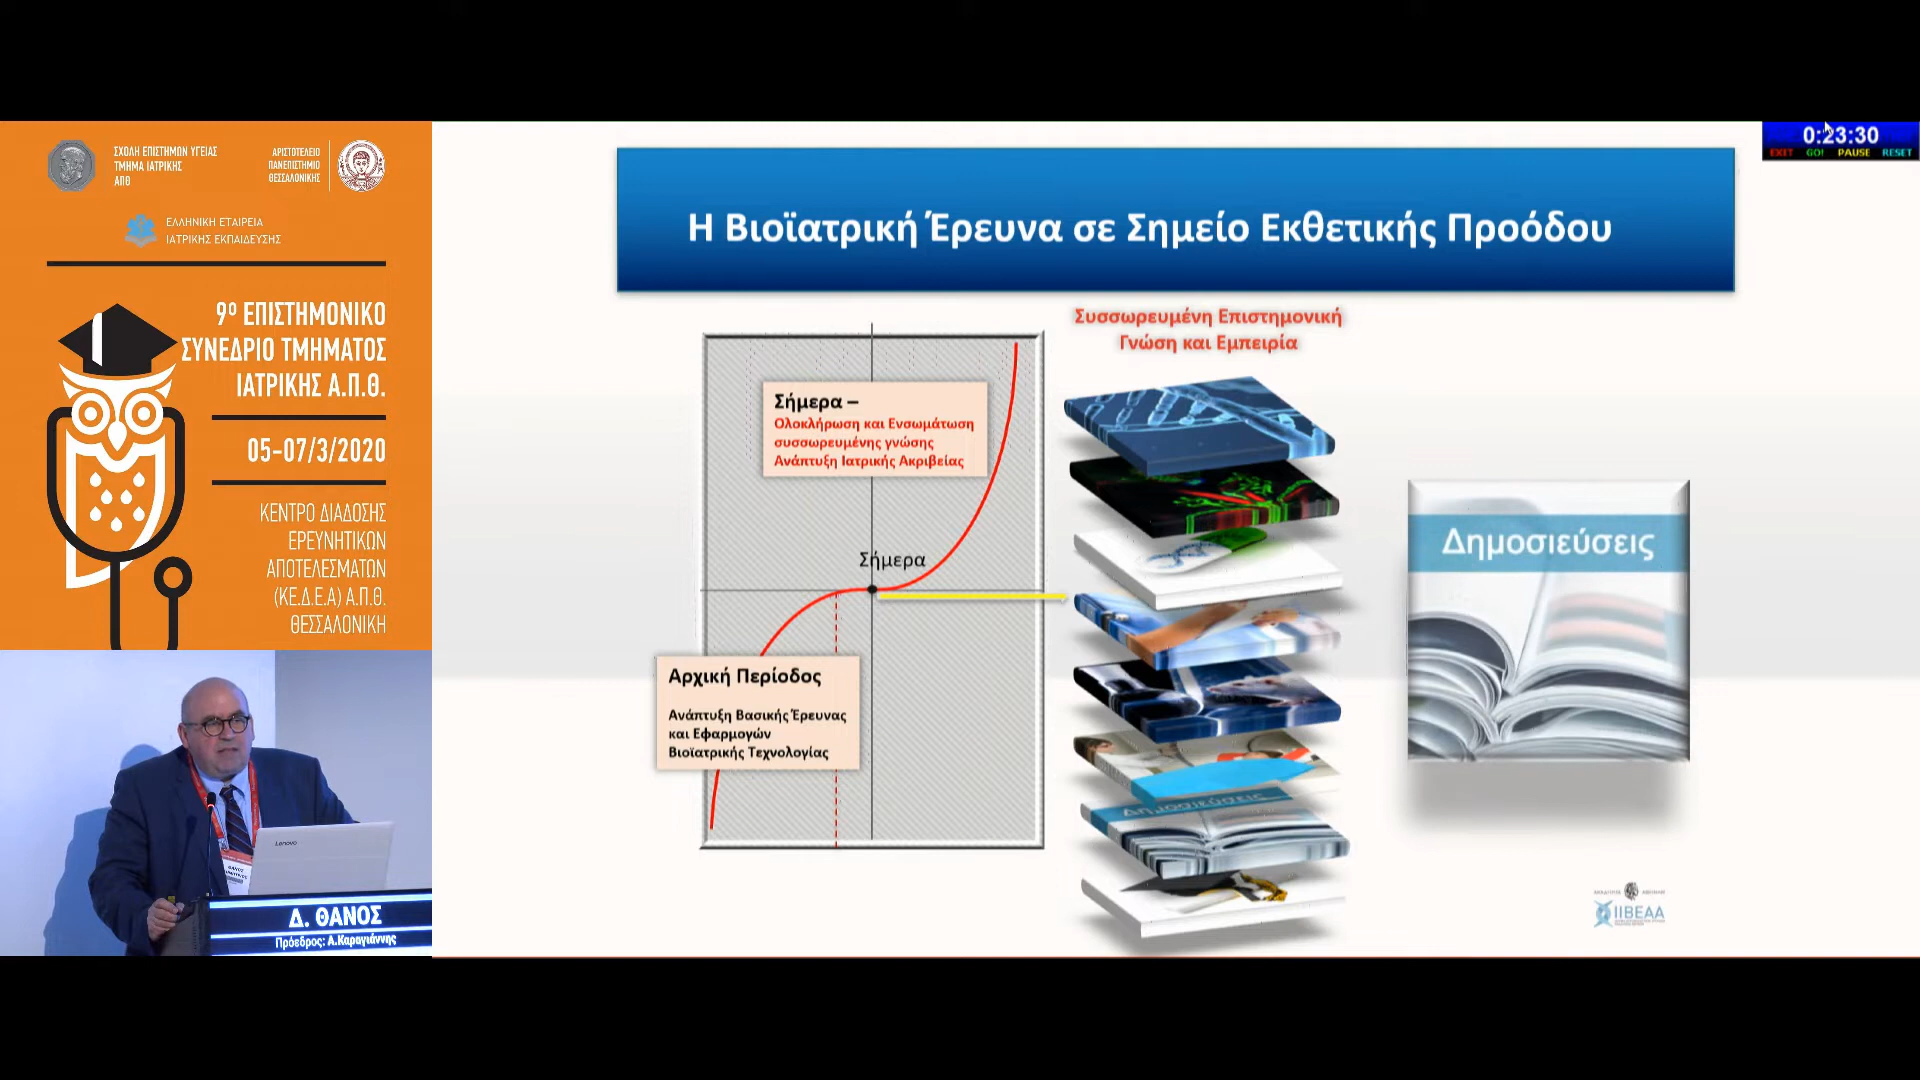 ΣΧΟΛΗ ΕΠΙΣΤΗΜΩΝ ΥΓΕΙΑΣ
ΤΜΗΜΑ ΙΑΤΡΙΚΗΣ
ΑΠΘ
ΑΡΙΣΤΟΤΕΛΕΙΟ
ΠΑΝΕΠΙΣΤΗΜΙΟ
ΘΕΣΣΑΛΟΝΙΚΗΣ
ΕΛΛΗΝΙΚΗ ΕΤΑΙΡΕΙΑ
ΙΑΤΡΙΚΗΣ ΕΚΠΑΙΔΕΥΣΗΣ
9º ΕΠΙΣΤΗΜΟΝΙΚΟ
ΣΥΝΕΔΡΙΟ ΤΜΗΜΑΤΟΣ
ΙΑΤΡΙΚΗΣ Α.Π.Θ.
05-07/3/2020
ΚΕΝΤΡΟ ΔΙΑΔΟΣΗΣ
ΕΡΕΥΝΗΤΙΚΩΝ
ΑΠΟΤΕΛΕΣΜΑΤΩΝ
(ΚΕ.Δ.Ε.Α) Α.Π.Θ.
ΘΕΣΣΑΛΟΝΙΚΗ
Lenovo
Δ. ΘΑΝΟΣ
Πρόεδρος: Α.Καραγιάννης
0:23:30
EXIT GO! PAUSE RESET
Η Βιοϊατρική Έρευνα σε Σημείο Εκθετικής Προόδου
Σήμερα –
Ολοκλήρωση και Ενσωμάτωση
συσσωρευμένης γνώσης
Ανάπτυξη Ιατρικής Ακριβείας
Σήμερα
Αρχική Περίοδος
Ανάπτυξη Βασικής Έρευνας
και Εφαρμογών
Βιοϊατρικής Τεχνολογίας
Συσσωρευμένη Επιστημονική
Γνώση και Εμπειρία
Δημοσιεύσεις
Δημοσιεύσεις
ΙΙΒΕΑΑ